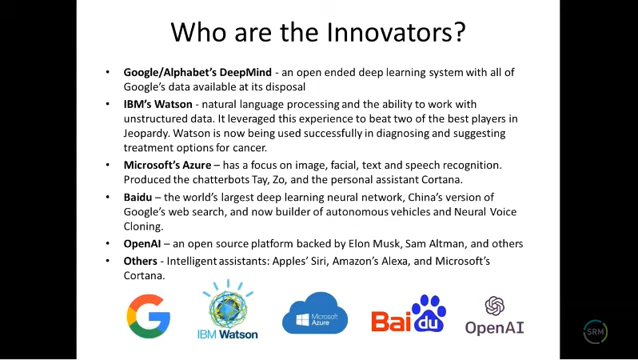 Who are the Innovators?
• Google/Alphabet's DeepMind - an open ended deep learning system with all of
Google's data available at its disposal
• IBM's Watson - natural language processing and the ability to work with
unstructured data. It leveraged this experience to beat two of the best players in
Jeopardy. Watson is now being used successfully in diagnosing and suggesting
treatment options for cancer.
• Microsoft's Azure – has a focus on image, facial, text and speech recognition.
Produced the chatterbots Tay, Zo, and the personal assistant Cortana.
• Baidu – the world's largest deep learning neural network, China's version of
Google's web search, and now builder of autonomous vehicles and Neural Voice
Cloning.
• OpenAI – an open source platform backed by Elon Musk, Sam Altman, and others
• Others - Intelligent assistants: Apples' Siri, Amazon's Alexa, and Microsoft's
Cortana.
G
IBM Watson
Microsoft
Azure
Bai du
OpenAI
SRM